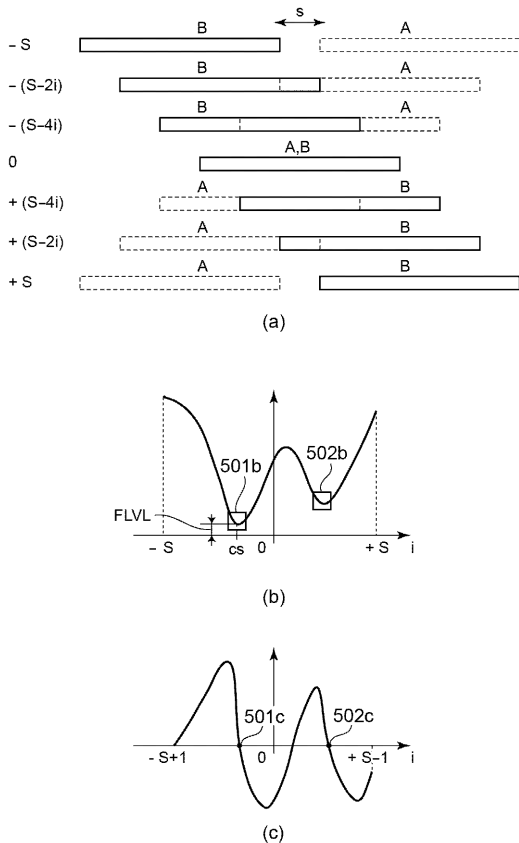 s
− S B A
− (S−2i) B A
− (S−4i) B A
0 A,B
+ (S−4i) A B
+ (S−2i) A B
+ S A B
(a)
501b 502b
FLVL
− S cs 0 + S i
(b)
501c 502c
− S+1 0 + S−1 i
(c)